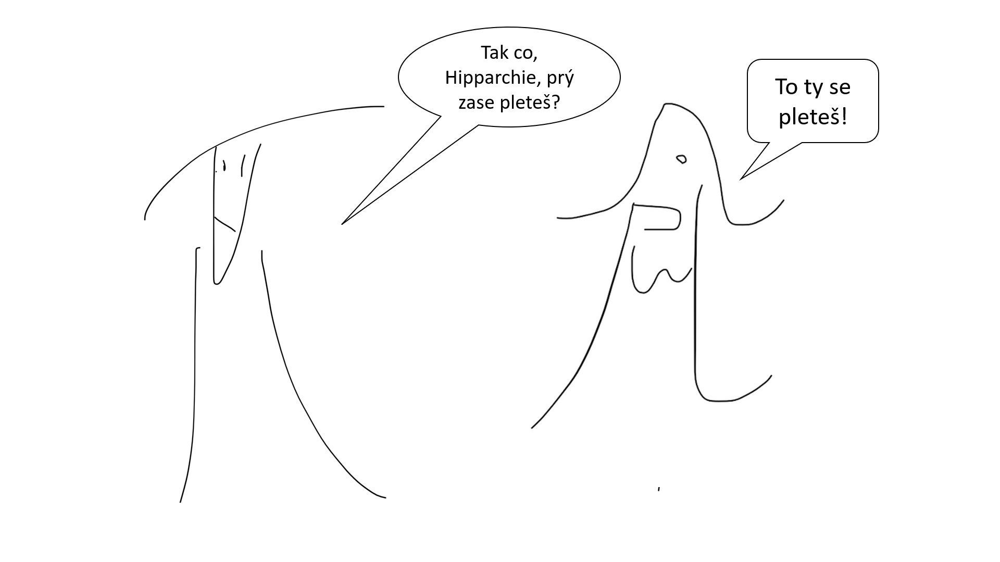 Tak co,
Hipparchie, prý
zase pleteš?
To ty se
pleteš!